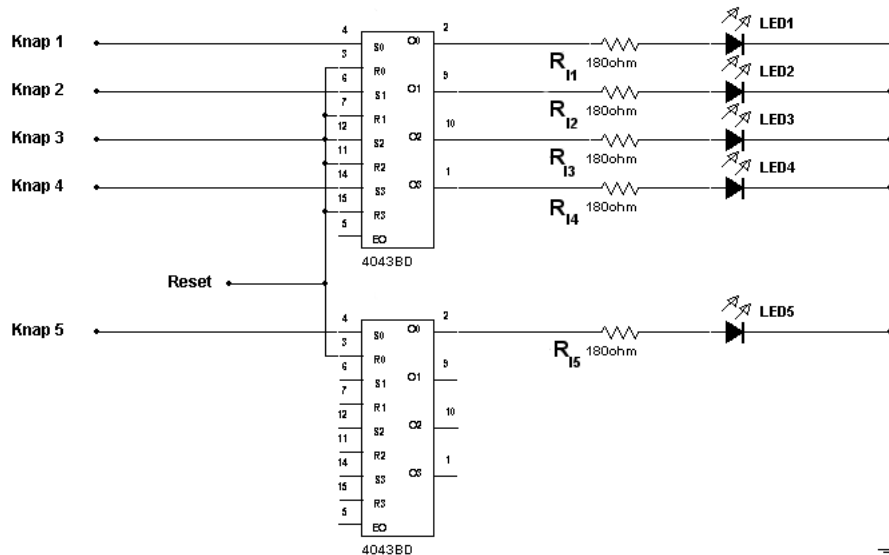 LED1
4 2
Knap 1 S0 O0
3 R I1 180ohm
R0
6 9 LED2
Knap 2 S1 O1
7 R I2 180ohm
R1
12 10 LED3
Knap 3 S2 O2
11 R I3 180ohm
R2
14 1 LED4
Knap 4 S3 O3
15 R I4 180ohm
R3
5
EO
4043BD
Reset
4 2 LED5
Knap 5 S0 O0
3 R I5 180ohm
R0
6 9
S1 O1
7
R1
12 10
S2 O2
11
R2
14 1
S3 O3
15
R3
5
EO
4043BD